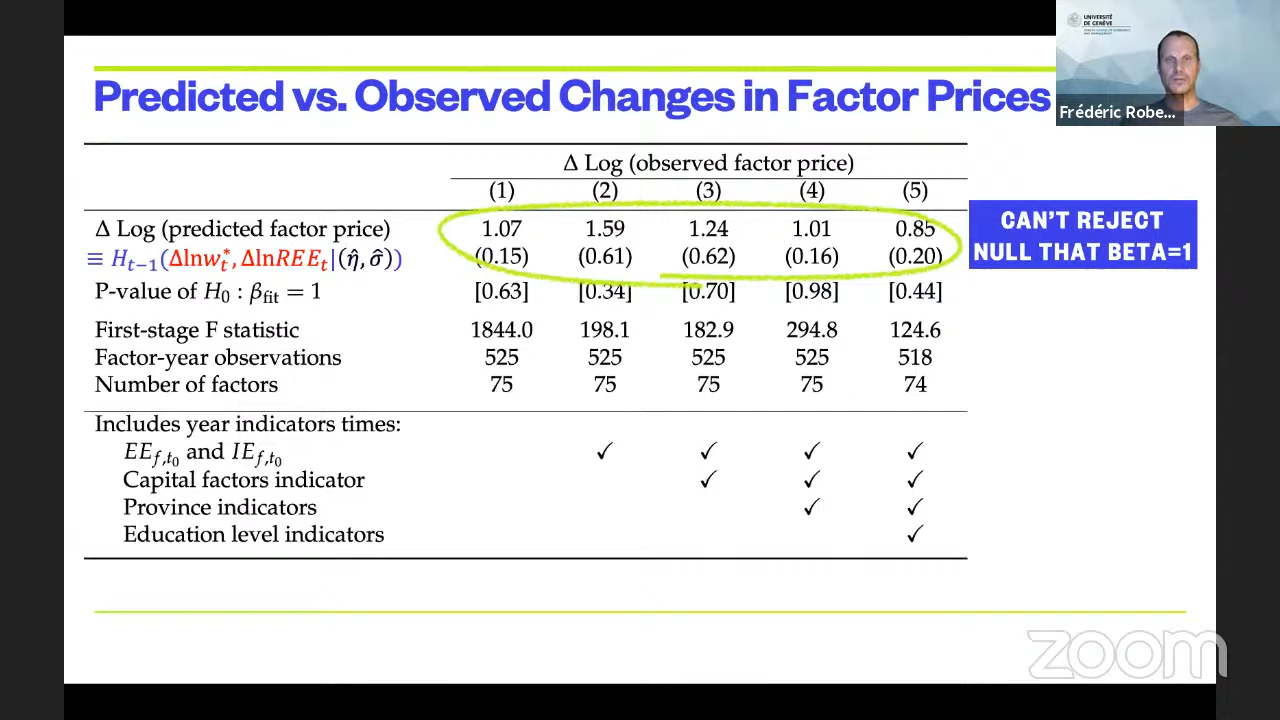 UNIVERSITÉ
DE GENÈVE
Frédéric Robe...
Predicted vs. Observed Changes in Factor Prices
Δ Log (observed factor price)
(1) (2) (3) (4) (5)
Δ Log (predicted factor price) 1.07 1.59 1.24 1.01 0.85
≡ H_{t−1}(Δlnw_t^*, ΔlnREE_t|(η̂, σ̂)) (0.15) (0.61) (0.62) (0.16) (0.20)
CAN'T REJECT
NULL THAT BETA=1
P-value of H_0 : β_fit = 1 [0.63] [0.34] [0.70] [0.98] [0.44]
First-stage F statistic 1844.0 198.1 182.9 294.8 124.6
Factor-year observations 525 525 525 525 518
Number of factors 75 75 75 75 74
Includes year indicators times:
EE_{f,t_0} and IE_{f,t_0} ✓ ✓ ✓ ✓
Capital factors indicator ✓ ✓ ✓
Province indicators ✓ ✓
Education level indicators ✓
zoom